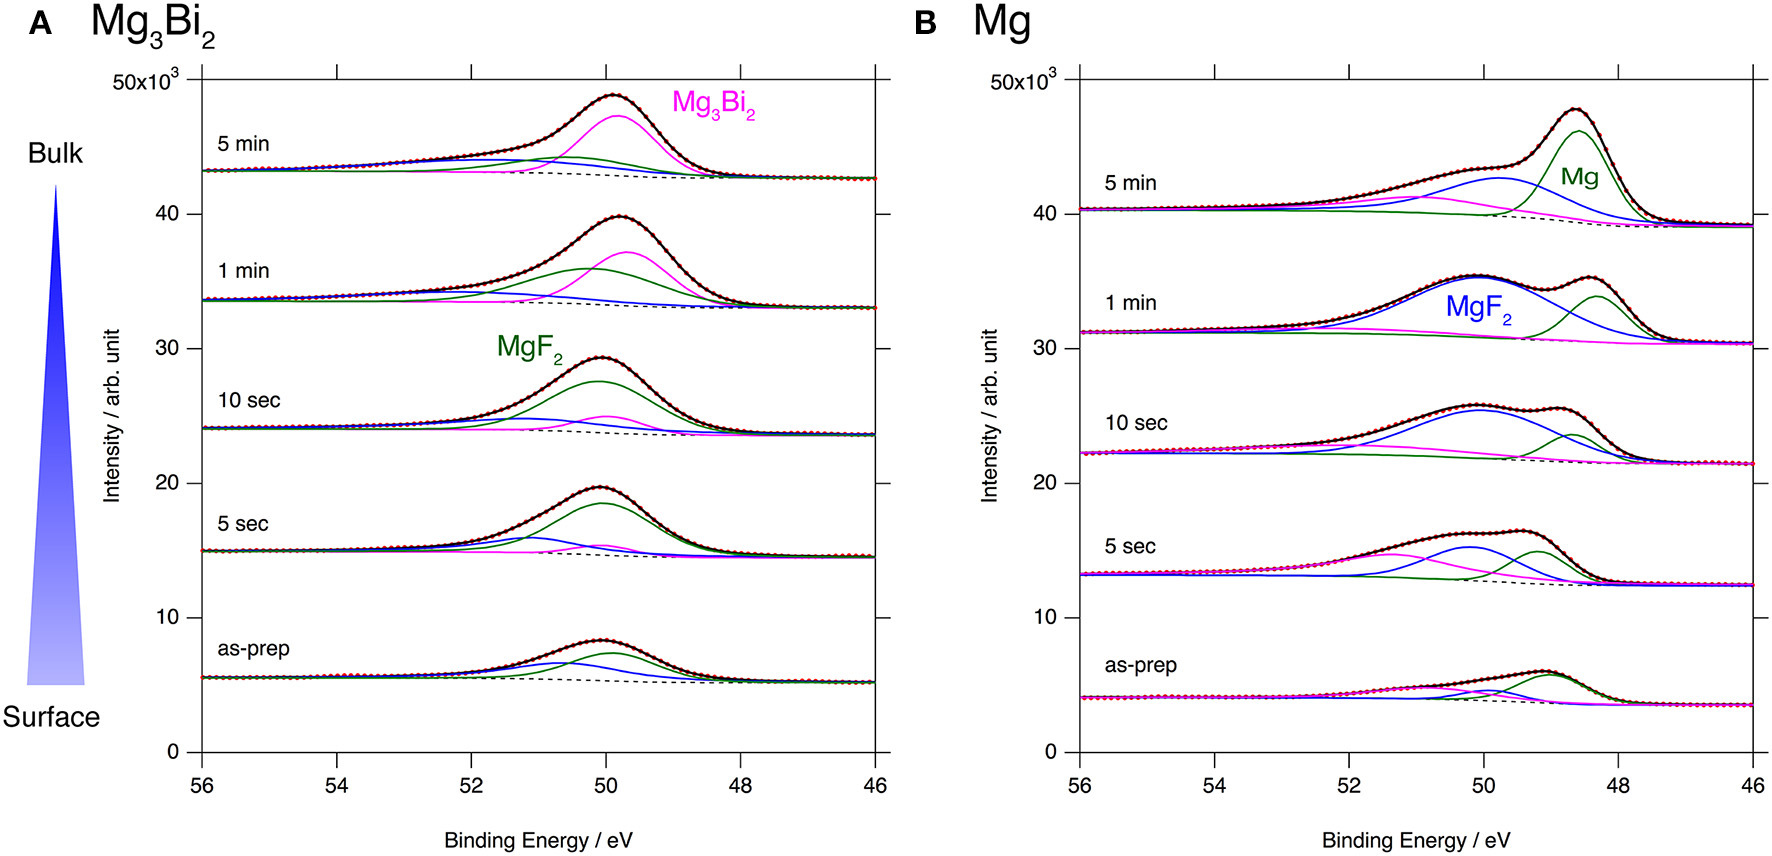 A Mg₃Bi₂
50x10³
40
30
20
10
0
Intensity / arb. unit
Bulk
Surface
5 min
1 min
10 sec
5 sec
as-prep
Mg₃Bi₂
MgF₂
56 54 52 50 48 46
Binding Energy / eV
B Mg
50x10³
40
30
20
10
0
Intensity / arb. unit
5 min
1 min
10 sec
5 sec
as-prep
Mg
MgF₂
56 54 52 50 48 46
Binding Energy / eV